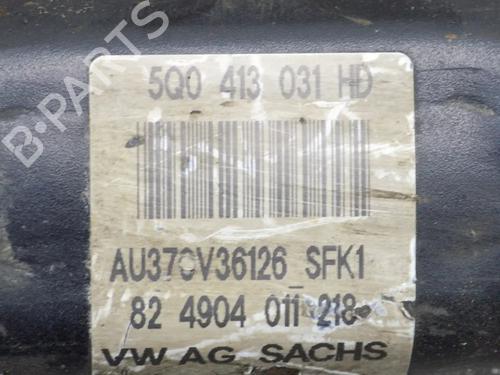 B-PARTS
5Q0 413 031 HD
AU37CV36126 SFK1
82 4904 011 218
VW AG SACHS